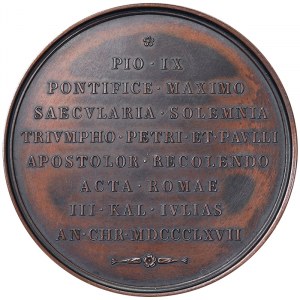 PIO · IX
PONTIFICE · MAXIMO
SAECVLARIA · SOLEMNIA
TRIVMPHO · PETRI · ET · PAVLLI
APOSTOLOR · RECOLENDO
ACTA · ROMAE
III · KAL · IVLIAS
AN · CHR · MDCCCLXVII